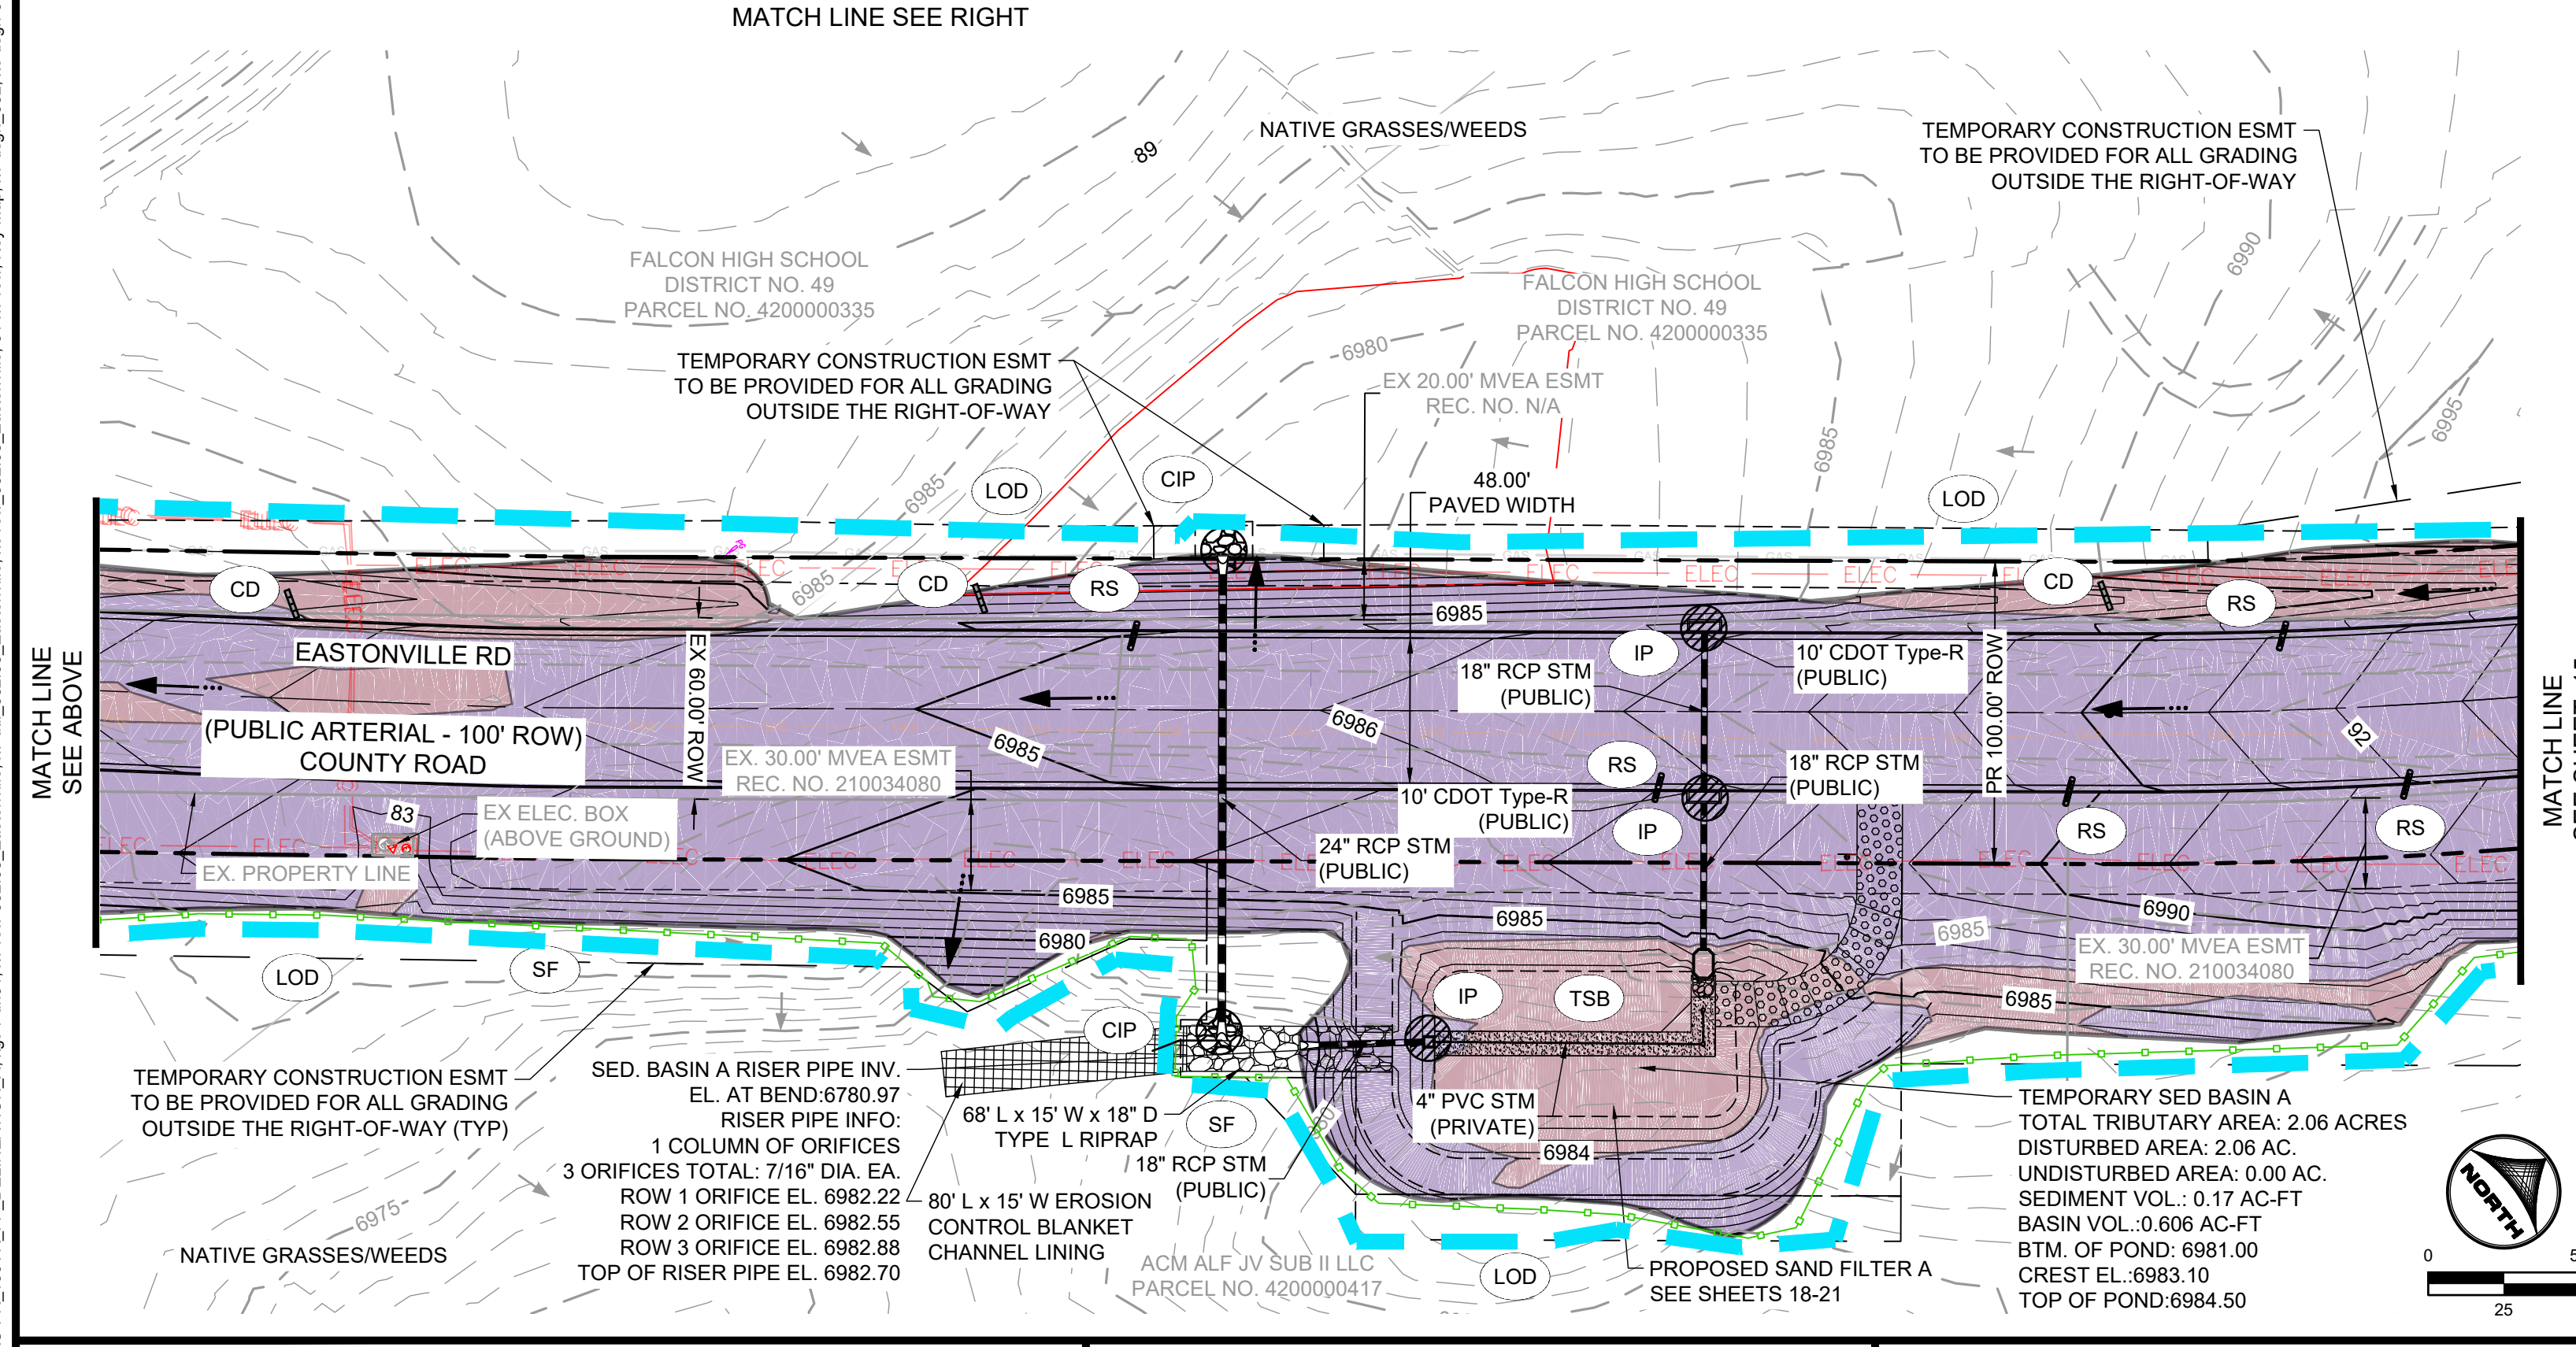 MATCH LINE SEE RIGHT
NATIVE GRASSES/WEEDS
TEMPORARY CONSTRUCTION ESMT
TO BE PROVIDED FOR ALL GRADING
OUTSIDE THE RIGHT-OF-WAY
89
6990
FALCON HIGH SCHOOL
DISTRICT NO. 49
PARCEL NO. 4200000335
FALCON HIGH SCHOOL
DISTRICT NO. 49
PARCEL NO. 4200000335
6980
TEMPORARY CONSTRUCTION ESMT
TO BE PROVIDED FOR ALL GRADING
OUTSIDE THE RIGHT-OF-WAY
EX 20.00' MVEA ESMT
REC. NO. N/A
6985
6995
6985
LOD
CIP
48.00'
PAVED WIDTH
LOD
GAS
ELEC
CD
6985
CD
RS
6985
CD
RS
MATCH LINE
SEE ABOVE
EASTONVILLE RD
(PUBLIC ARTERIAL - 100' ROW)
COUNTY ROAD
EX 60.00' ROW
IP
18" RCP STM
(PUBLIC)
10' CDOT Type-R
(PUBLIC)
PR 100.00' ROW
6985
6986
92
MATCH LINE
EX. 30.00' MVEA ESMT
REC. NO. 210034080
RS
18" RCP STM
(PUBLIC)
10' CDOT Type-R
(PUBLIC)
IP
RS
RS
83
EX ELEC. BOX
(ABOVE GROUND)
24" RCP STM
(PUBLIC)
EX. PROPERTY LINE
ELEC ELEC ELEC ELEC
6985
6985
6990
6980
6985
EX. 30.00' MVEA ESMT
REC. NO. 210034080
LOD
SF
IP
TSB
6985
CIP
TEMPORARY CONSTRUCTION ESMT
TO BE PROVIDED FOR ALL GRADING
OUTSIDE THE RIGHT-OF-WAY (TYP)
SED. BASIN A RISER PIPE INV.
EL. AT BEND:6780.97
RISER PIPE INFO:
1 COLUMN OF ORIFICES
3 ORIFICES TOTAL: 7/16" DIA. EA.
ROW 1 ORIFICE EL. 6982.22
ROW 2 ORIFICE EL. 6982.55
ROW 3 ORIFICE EL. 6982.88
TOP OF RISER PIPE EL. 6982.70
68' L x 15' W x 18" D
TYPE L RIPRAP
SF
18" RCP STM
(PUBLIC)
80' L x 15' W EROSION
CONTROL BLANKET
CHANNEL LINING
4" PVC STM
(PRIVATE)
6984
TEMPORARY SED BASIN A
TOTAL TRIBUTARY AREA: 2.06 ACRES
DISTURBED AREA: 2.06 AC.
UNDISTURBED AREA: 0.00 AC.
SEDIMENT VOL.: 0.17 AC-FT
BASIN VOL.:0.606 AC-FT
BTM. OF POND: 6981.00
CREST EL.:6983.10
TOP OF POND:6984.50
6975
NATIVE GRASSES/WEEDS
ACM ALF JV SUB II LLC
PARCEL NO. 4200000417
LOD
PROPOSED SAND FILTER A
SEE SHEETS 18-21
NORTH
0
25